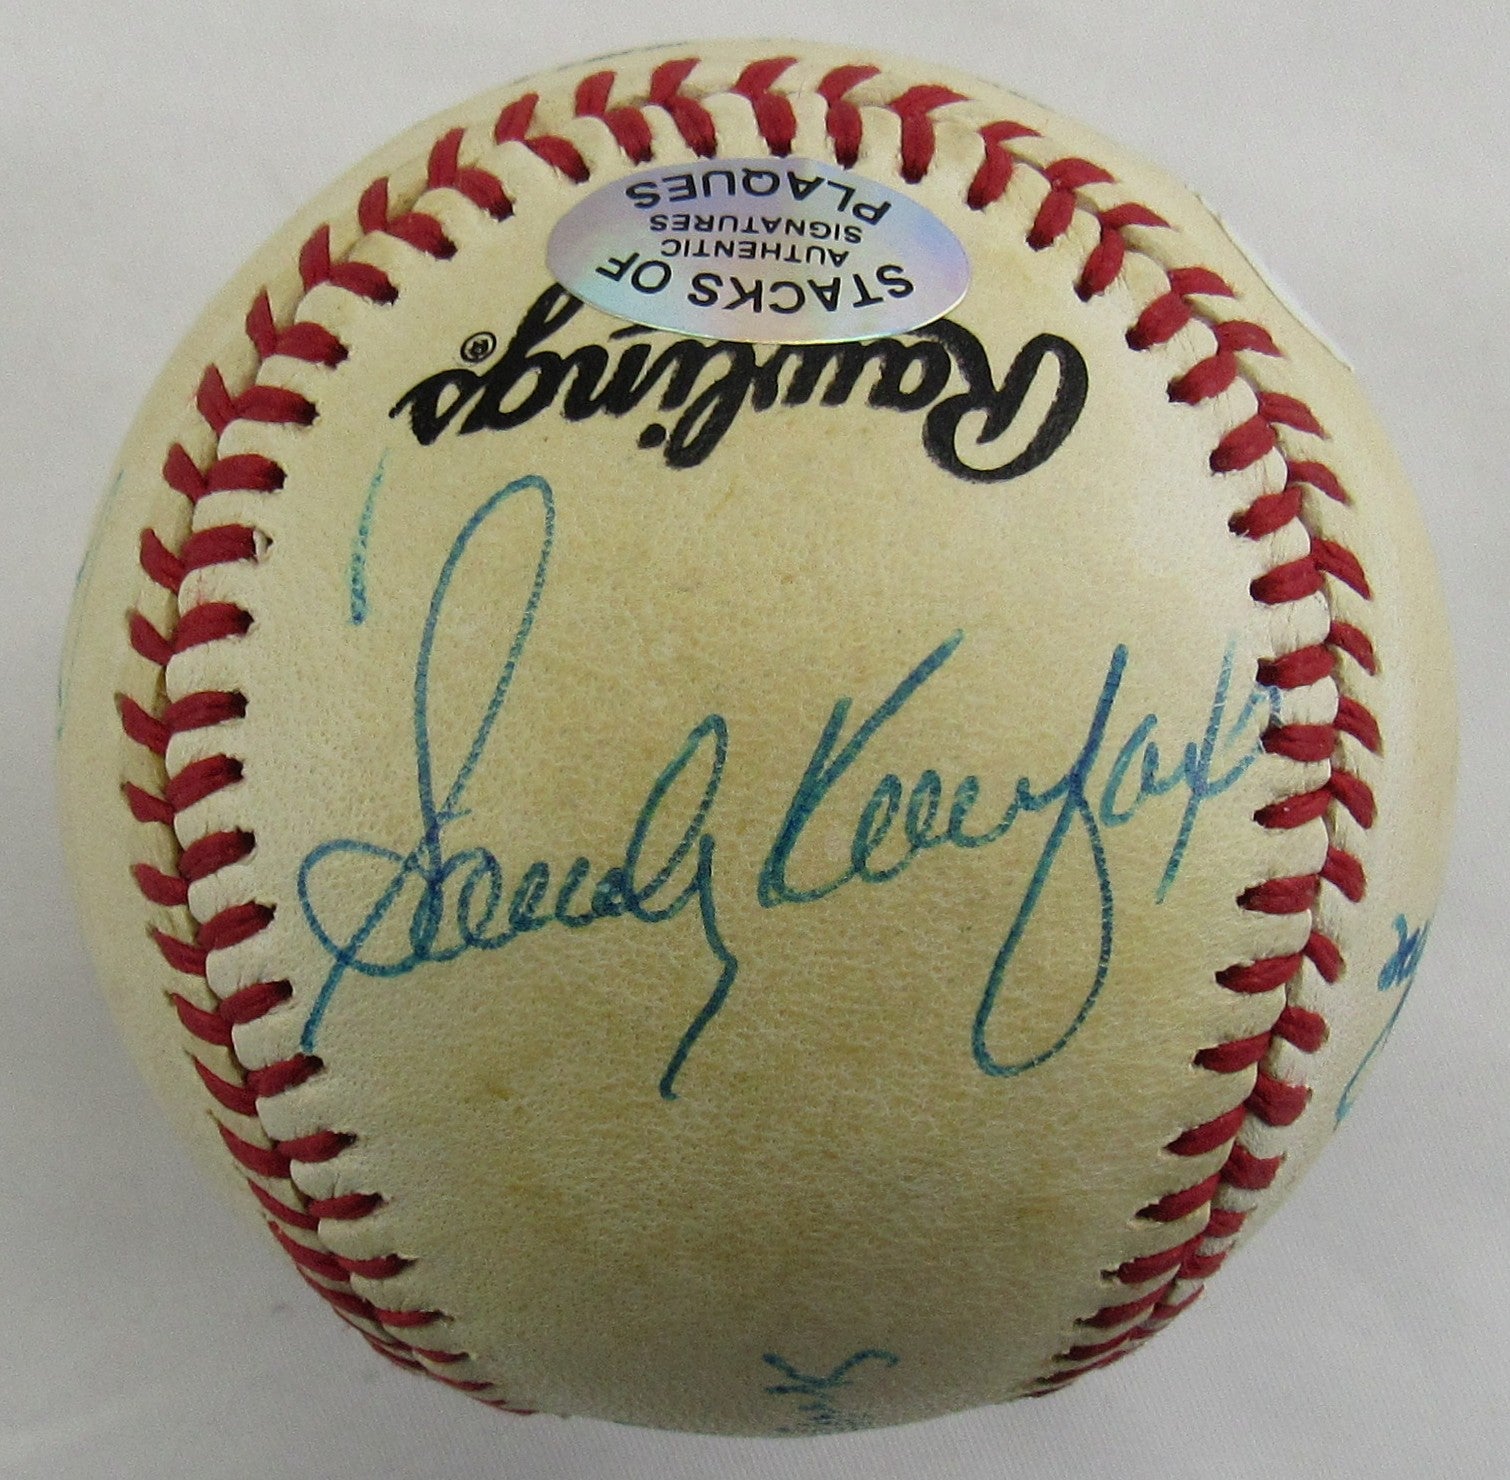 STACKS OF
AUTHENTIC
SIGNATURES
PLAQUES
Rawlings®
Sandy Koufax